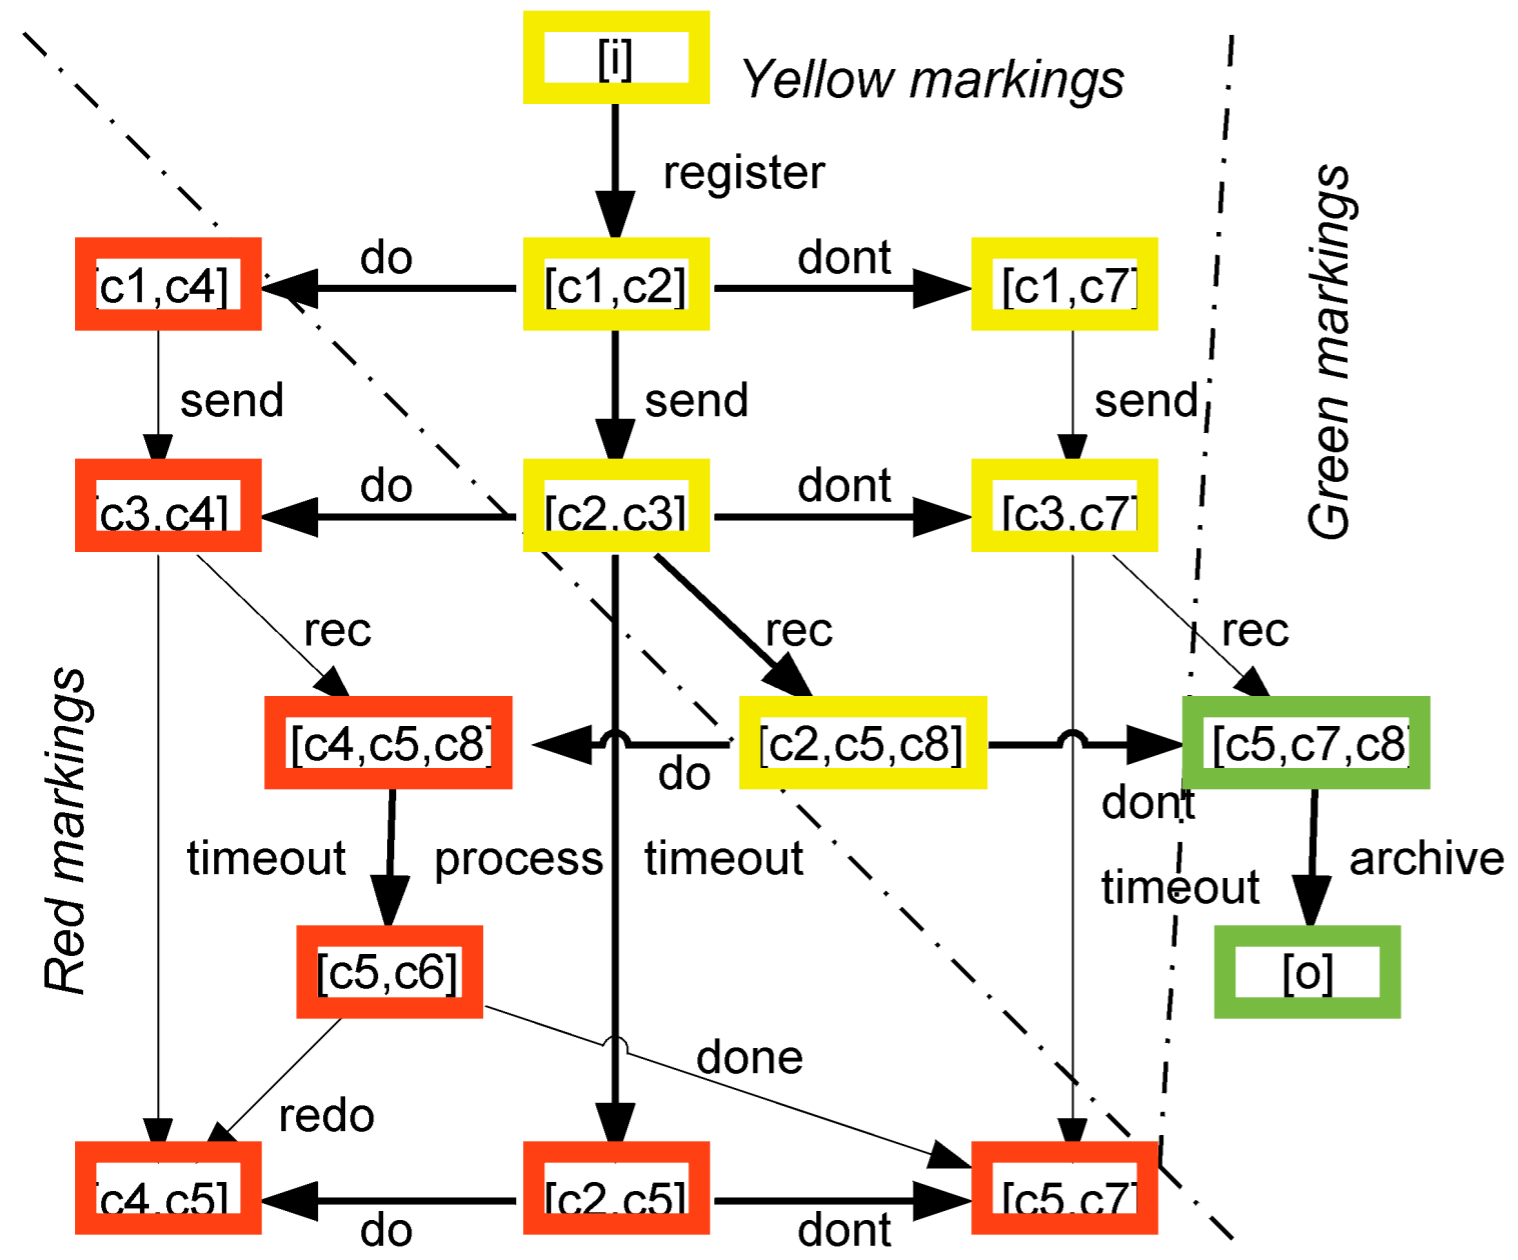 [i]
Yellow markings
register
Green markings
do
dont
[c1,c4]
[c1,c2]
[c1,c7]
send
send
send
do
dont
[c3,c4]
[c2,c3]
[c3,c7]
rec
rec
rec
Red markings
[c4,c5,c8]
[c2,c5,c8]
[c5,c7,c8]
do
dont
timeout
process
timeout
archive
timeout
[c5,c6]
[o]
done
redo
[c4,c5]
[c2,c5]
[c5,c7]
do
dont